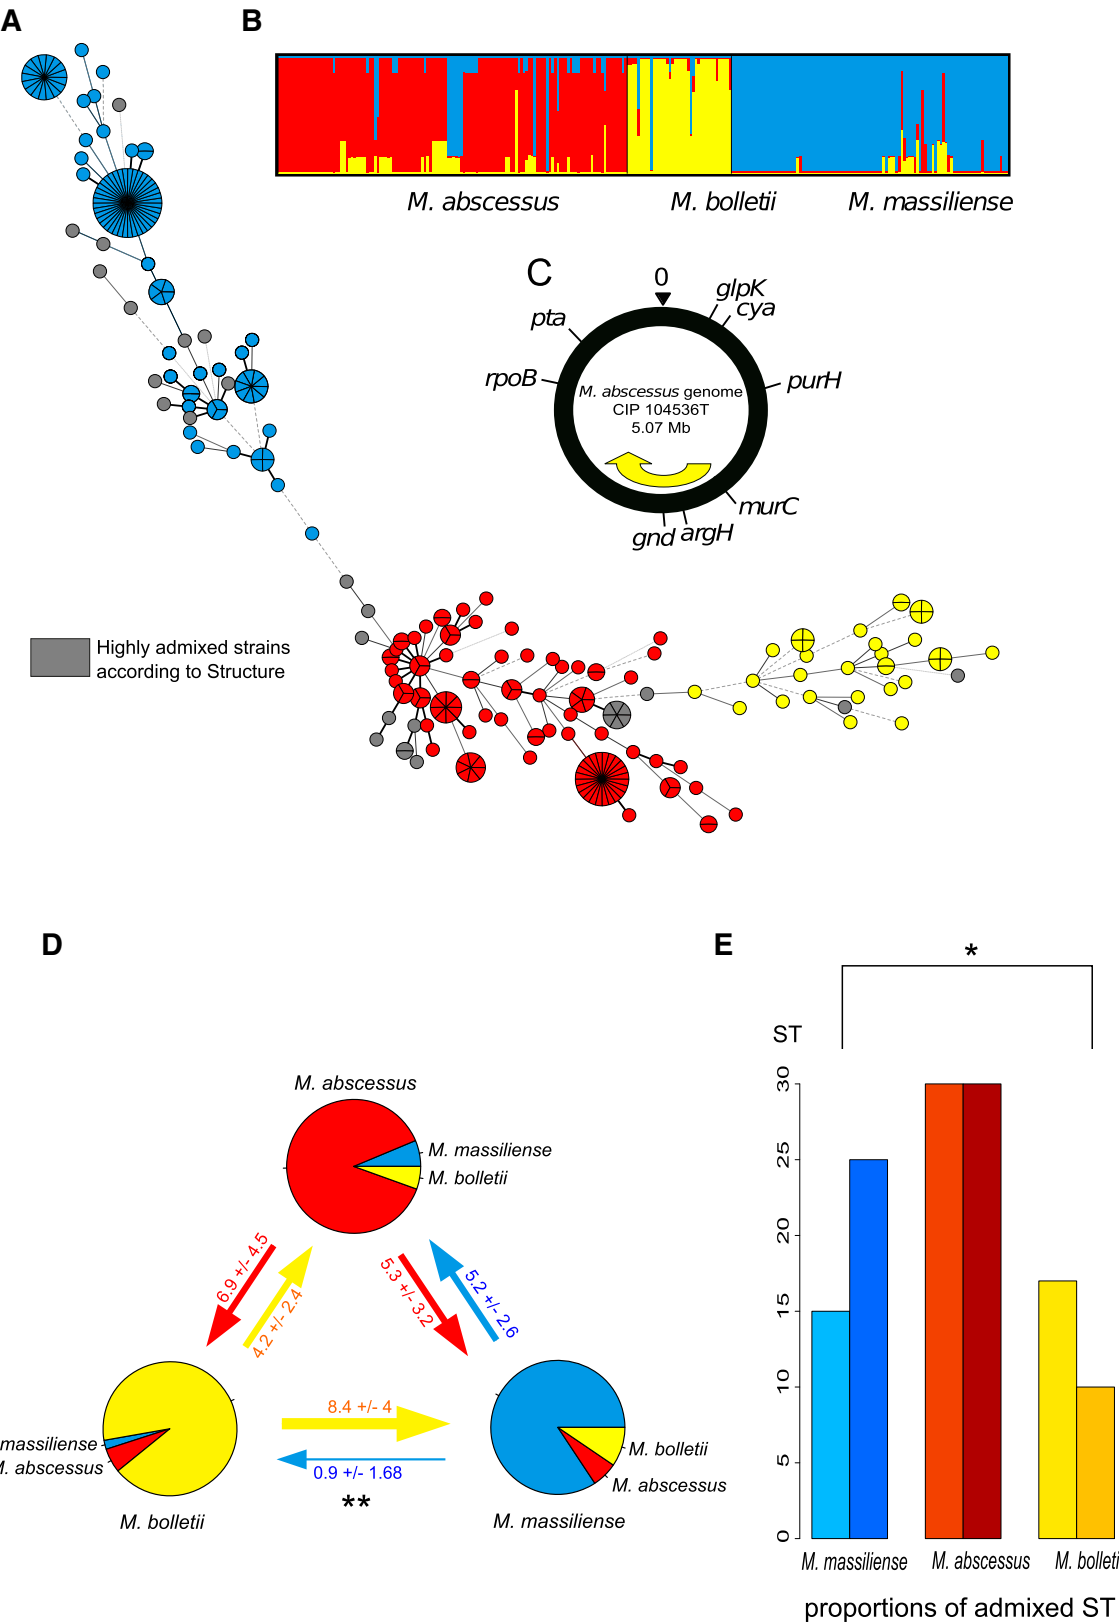 A
B
M. abscessus
M. bolletii
M. massiliense
C
0
glpK
cya
pta
rpoB
purH
M. abscessus genome
CIP 104536T
5.07 Mb
murC
gnd
argH
Highly admixed strains
according to Structure
D
M. abscessus
M. massiliense
M. bolletii
6.9 +/- 4.5
4.2 +/- 2.4
5.3 +/- 3.2
5.2 +/- 2.6
8.4 +/- 4
0.9 +/- 1.68
**
massiliense
M. abscessus
M. bolletii
M. bolletii
M. abscessus
M. massiliense
E
*
ST
30
25
20
15
10
5
0
M. massiliense
M. abscessus
M. bolleti
proportions of admixed ST